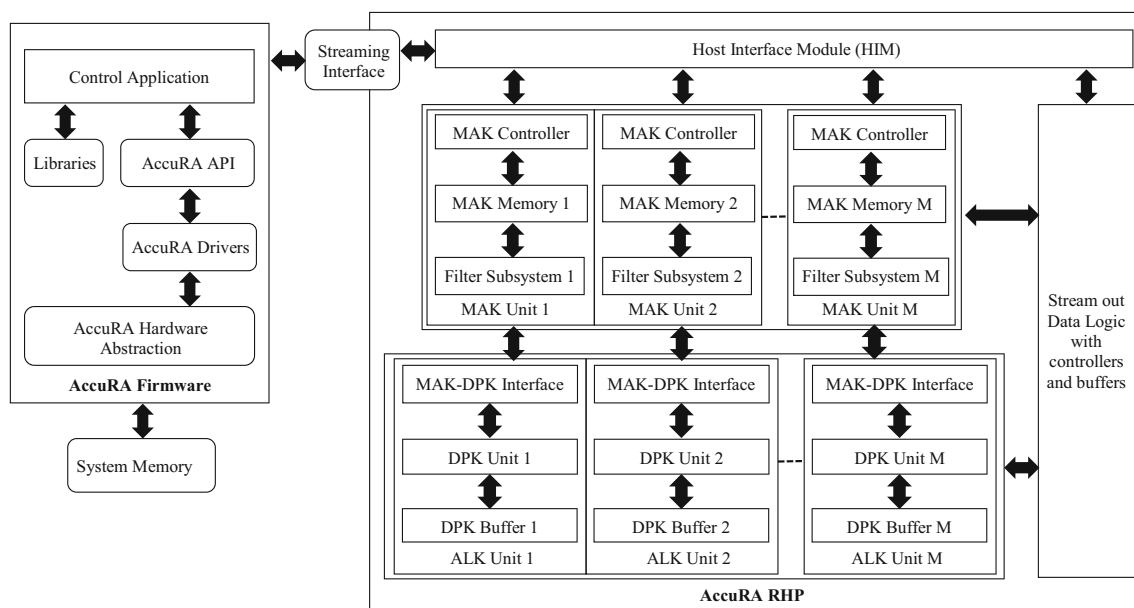 Control Application
Libraries
AccuRA API
AccuRA Drivers
AccuRA Hardware
Abstraction
AccuRA Firmware
System Memory
Streaming
Interface
Host Interface Module (HIM)
MAK Controller
MAK Memory 1
Filter Subsystem 1
MAK Unit 1
MAK Controller
MAK Memory 2
Filter Subsystem 2
MAK Unit 2
MAK Controller
MAK Memory M
Filter Subsystem M
MAK Unit M
MAK-DPK Interface
DPK Unit 1
DPK Buffer 1
ALK Unit 1
MAK-DPK Interface
DPK Unit 2
DPK Buffer 2
ALK Unit 2
MAK-DPK Interface
DPK Unit M
DPK Buffer M
ALK Unit M
Stream out
Data Logic
with
controllers
and buffers
AccuRA RHP